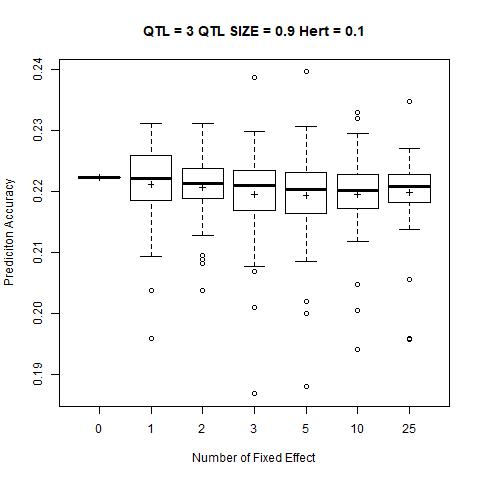 QTL = 3 QTL SIZE = 0.9 Hert = 0.1
0.24
0.23
0.22
0.21
0.20
0.19
Prediciton Accuracy
0 1 2 3 5 10 25
Number of Fixed Effect